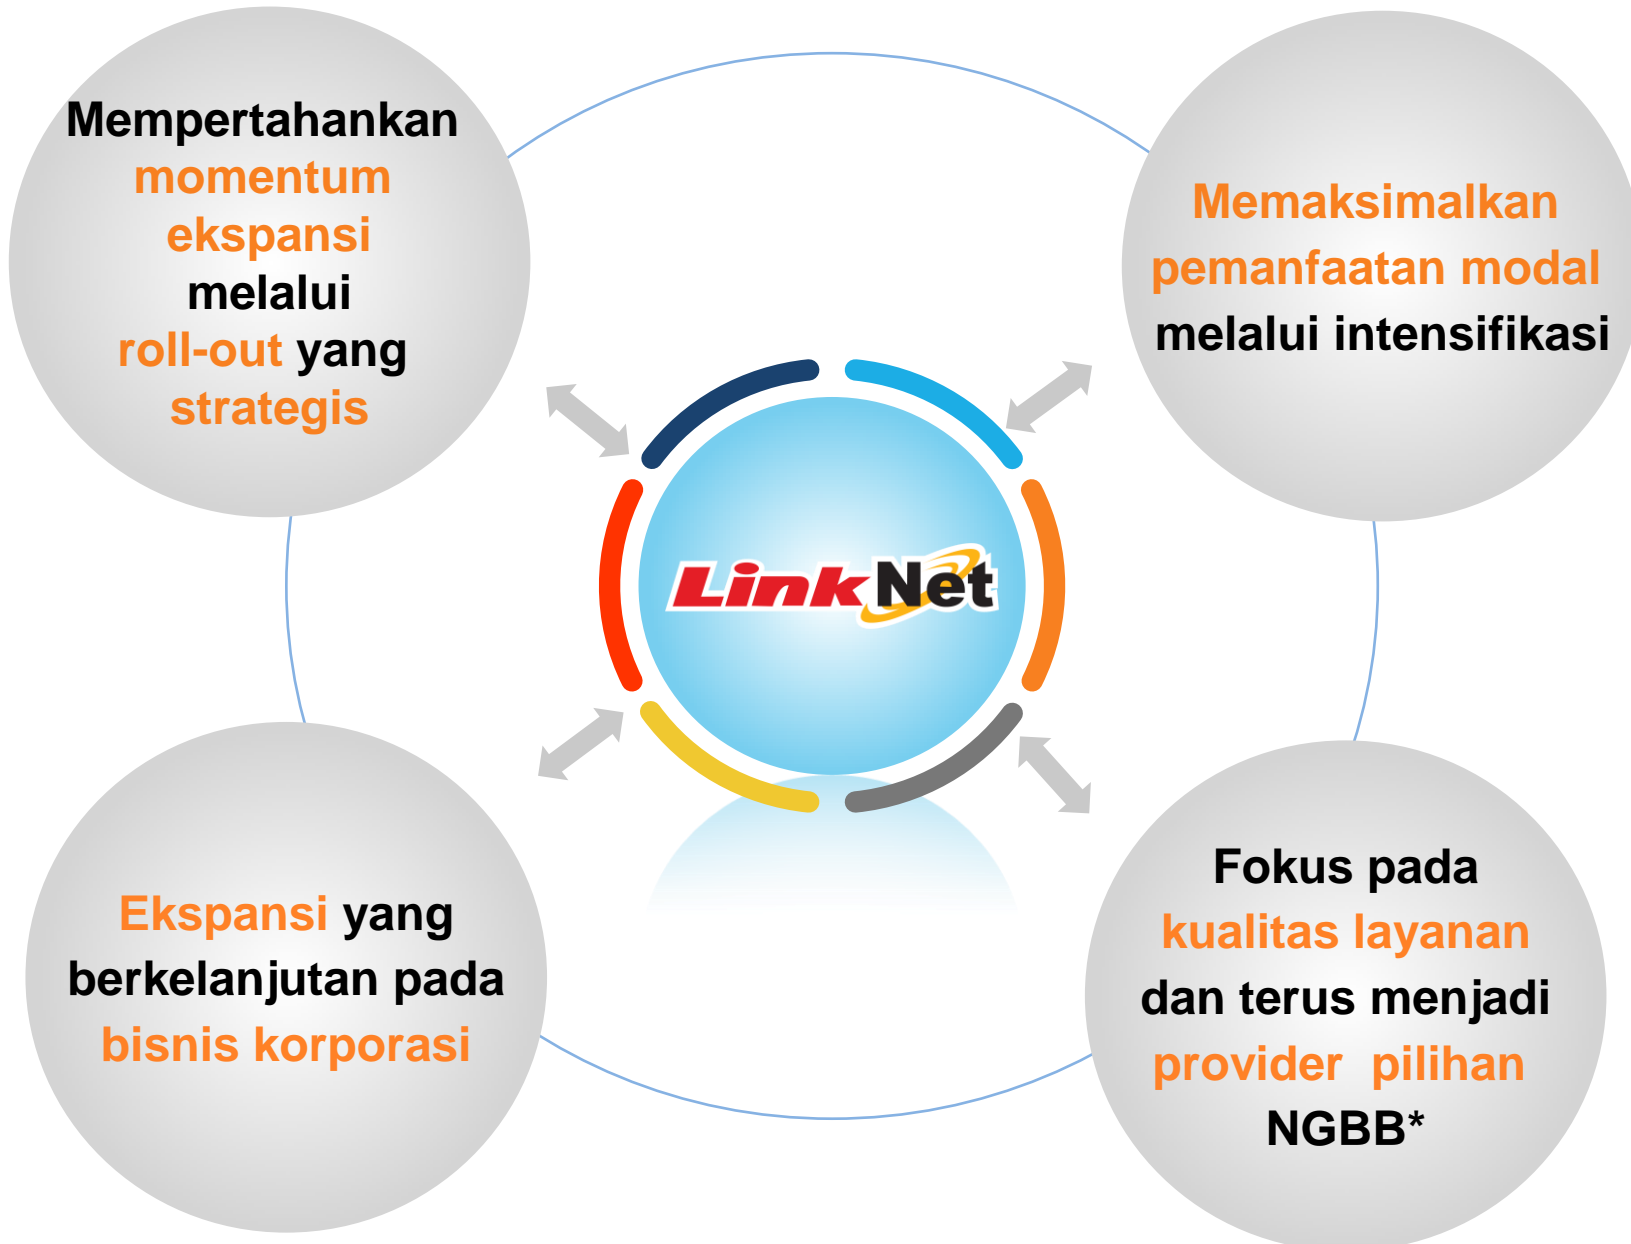 Mempertahankan
momentum
ekspansi
melalui
roll-out yang
strategis
Memaksimalkan
pemanfaatan modal
melalui intensifikasi
LinkNet
Ekspansi yang
berkelanjutan pada
bisnis korporasi
Fokus pada
kualitas layanan
dan terus menjadi
provider  pilihan
NGBB*